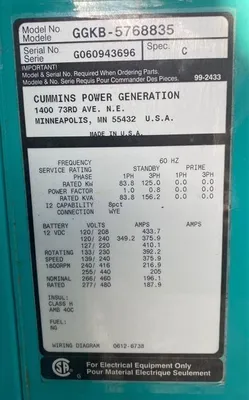 Model No
Modele GGKB-5768835
Serial No. Spec.
Serie G060943696 C
IMPORTANT!
Model & Serial No. Required When Ordering Parts.
Modele & Serie Requis Pour Commander Des Pieces. 99-2433
CUMMINS POWER GENERATION
1400 73RD AVE. N.E.
MINNEAPOLIS, MN 55432 U.S.A.
MADE IN U.S.A.
FREQUENCY 60 HZ
SERVICE RATING STANDBY PRIME
PHASE 1PH 3PH 1PH 3PH
RATED KW 83.8 125.0 0.0 0.0
POWER FACTOR 1.0 0.8 0.0 0.0
RATED KVA 83.8 156.2 0.0 0.0
I2 CAPABILITY 8pct
CONNECTION WYE
BATTERY VOLTAGE AMPS AMPS
12 VDC 120/ 208 433.7
120/ 240 349.2 375.9
127/ 220 410.1
ROTATING 133/ 230 392.2
SPEED 139/ 240 375.9
1800RPM 240/ 416 216.9
255/ 440 205
NOMINAL 266/ 460 196.1
RATED 277/ 480 187.9
INSUL:
CLASS H
AMB 40C
FUEL:
NG
WIRING DIAGRAM 0612-6738
For Electrical Equipment Only
Pour Material Electrique Seulement